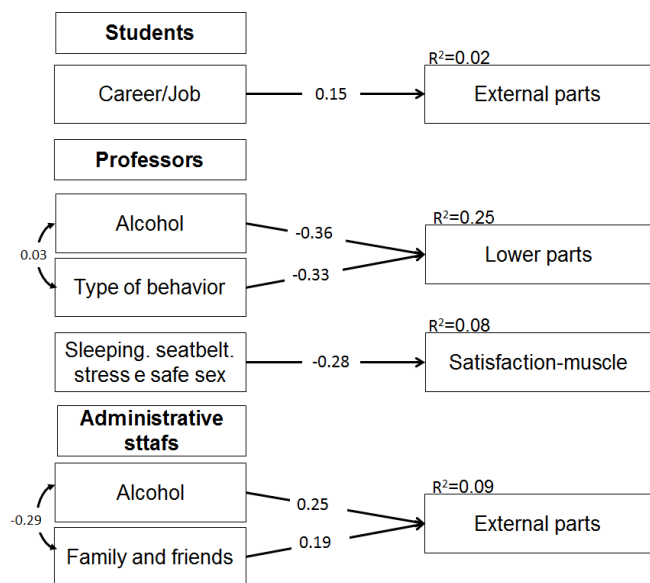 Students
R²=0.02
Career/Job
0.15
External parts
Professors
Alcohol
-0.36
R²=0.25
Lower parts
0.03
Type of behavior
-0.33
R²=0.08
Sleeping. seatbelt.
stress e safe sex
-0.28
Satisfaction-muscle
Administrative
sttafs
Alcohol
0.25
R²=0.09
External parts
-0.29
Family and friends
0.19